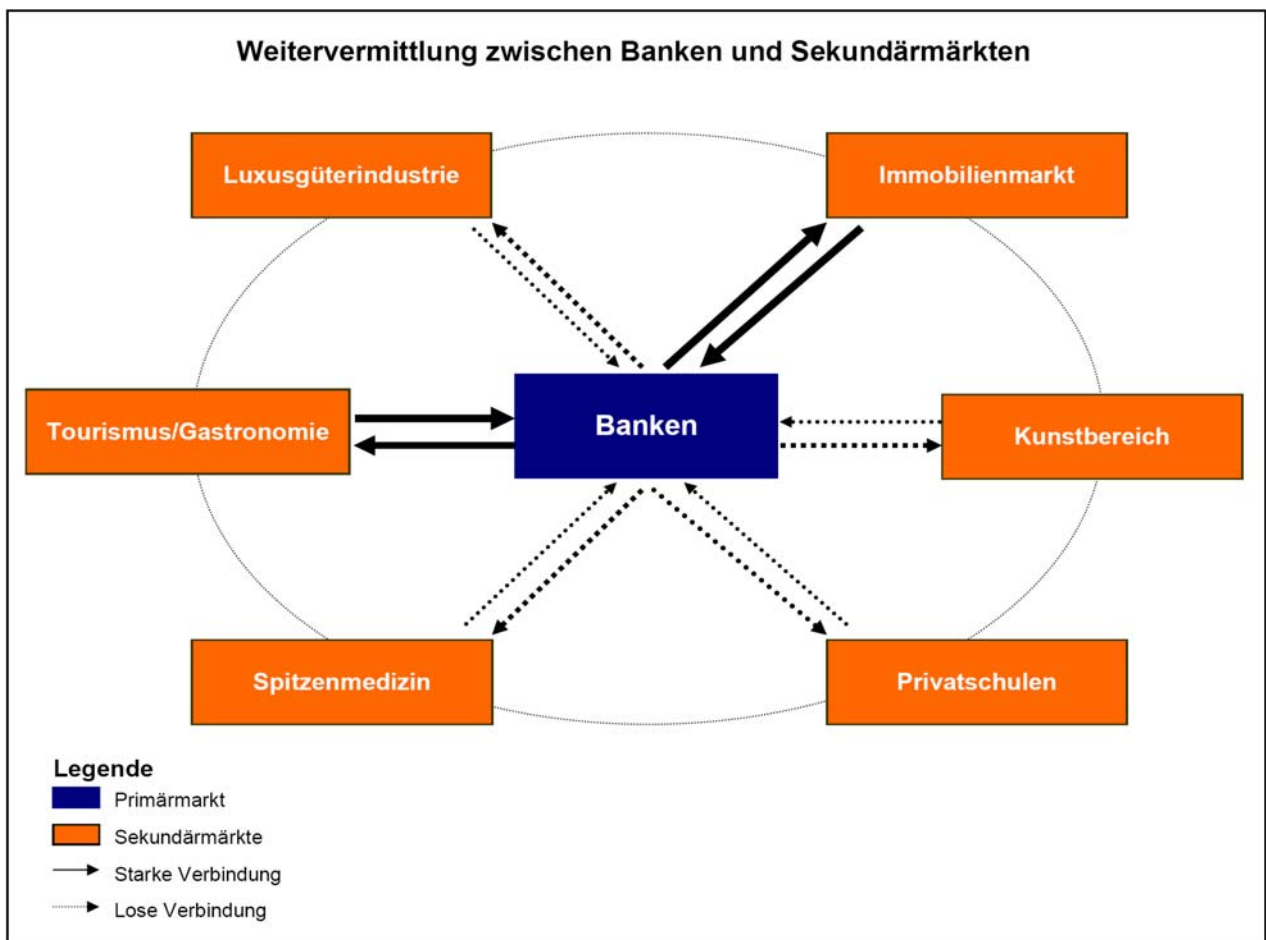 Weitervermittlung zwischen Banken und Sekundärmärkten
Luxusgüterindustrie
Immobilienmarkt
Tourismus/Gastronomie
Banken
Kunstbereich
Spitzenmedizin
Privatschulen
Legende
Primärmarkt
Sekundärmärkte
Starke Verbindung
Lose Verbindung